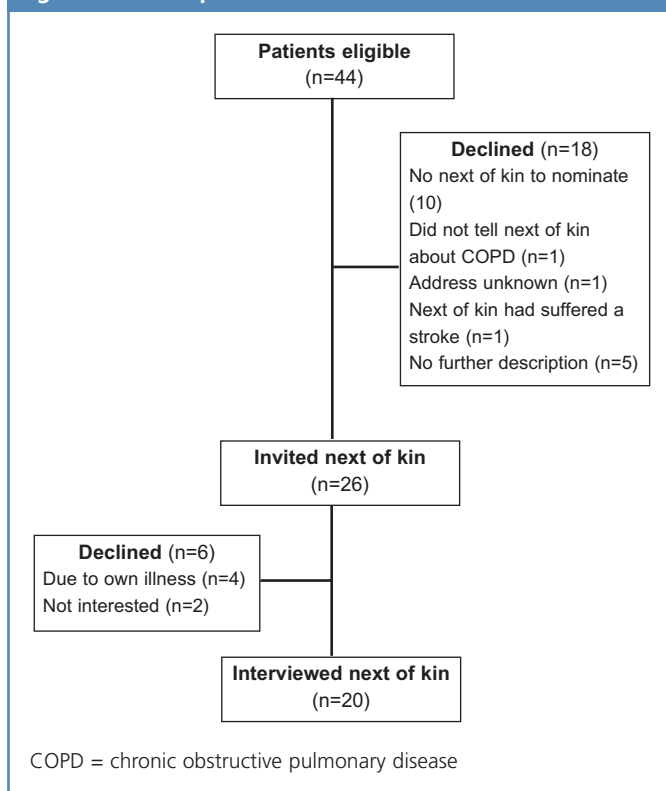 Patients eligible
(n=44)
Declined (n=18)
No next of kin to nominate
(10)
Did not tell next of kin
about COPD (n=1)
Address unknown (n=1)
Next of kin had suffered a
stroke (n=1)
No further description (n=5)
Invited next of kin
(n=26)
Declined (n=6)
Due to own illness (n=4)
Not interested (n=2)
Interviewed next of kin
(n=20)
COPD = chronic obstructive pulmonary disease